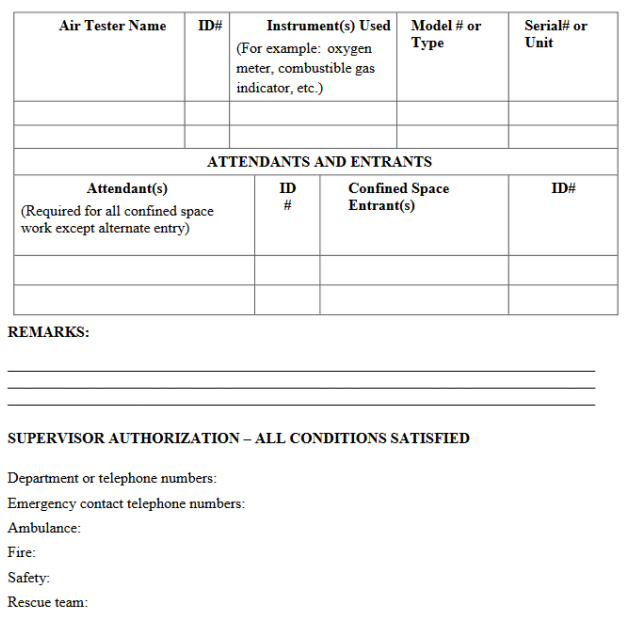 Air Tester Name ID# Instrument(s) Used Model # or Serial# or
(For example: oxygen Type Unit
meter, combustible gas
indicator, etc.)
ATTENDANTS AND ENTRANTS
Attendant(s) ID Confined Space ID#
(Required for all confined space # Entrant(s)
work except alternate entry)
REMARKS:
SUPERVISOR AUTHORIZATION – ALL CONDITIONS SATISFIED
Department or telephone numbers:
Emergency contact telephone numbers:
Ambulance:
Fire:
Safety:
Rescue team: